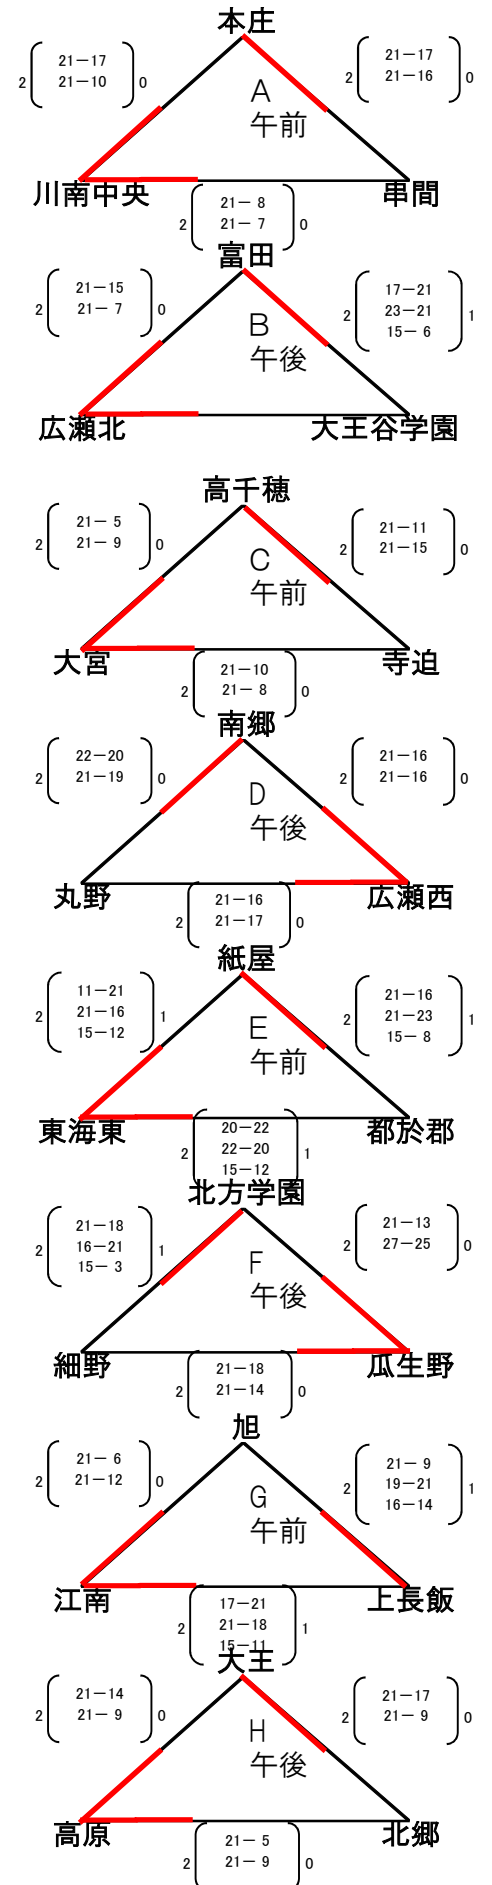 本庄
2 21－17 0
21－10
2 21－17 0
21－16
A
午前
川南中央
串間
2 21－ 8 0
21－ 7
富田
2 21－15 0
21－ 7
2 17－21 1
23－21
15－ 6
B
午後
広瀬北
大王谷学園
高千穂
2 21－ 5 0
21－ 9
2 21－11 0
21－15
C
午前
大宮
寺迫
2 21－10 0
21－ 8
南郷
2 22－20 0
21－19
2 21－16 0
21－16
D
午後
丸野
広瀬西
2 21－16 0
21－17
紙屋
2 11－21 1
21－16
15－12
2 21－16 1
21－23
15－ 8
E
午前
東海東
都於郡
2 20－22 1
22－20
15－12
北方学園
2 21－18 1
16－21
15－ 3
2 21－13 0
27－25
F
午後
細野
瓜生野
2 21－18 0
21－14
旭
2 21－ 6 0
21－12
2 21－ 9 1
19－21
16－14
G
午前
江南
上長飯
2 17－21 1
21－18
15－11
大王
2 21－14 0
21－ 9
2 21－17 0
21－ 9
H
午後
高原
北郷
2 21－ 5 0
21－ 9